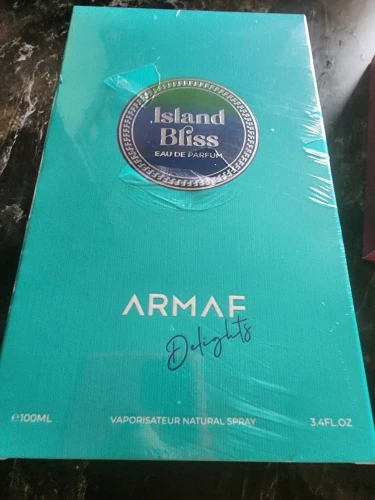 Island
Bliss
EAU DE PARFUM
ARMAF
Delights
℮100ML
VAPORISATEUR NATURAL SPRAY
3.4FL.OZ